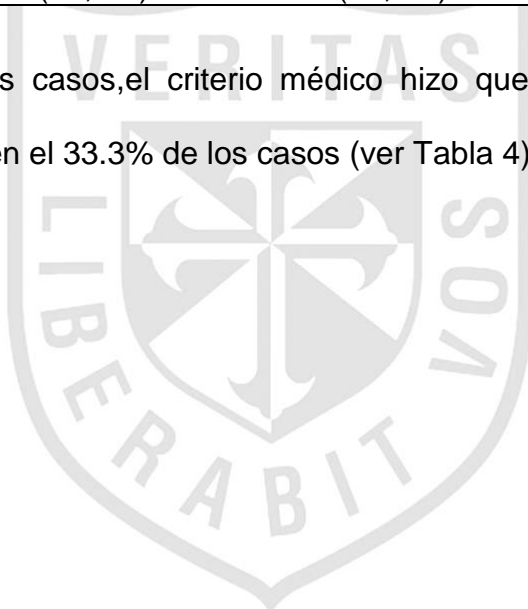 s casos,el criterio médico hizo que
en el 33.3% de los casos (ver Tabla 4)
VERITAS
LIBERABIT VOS